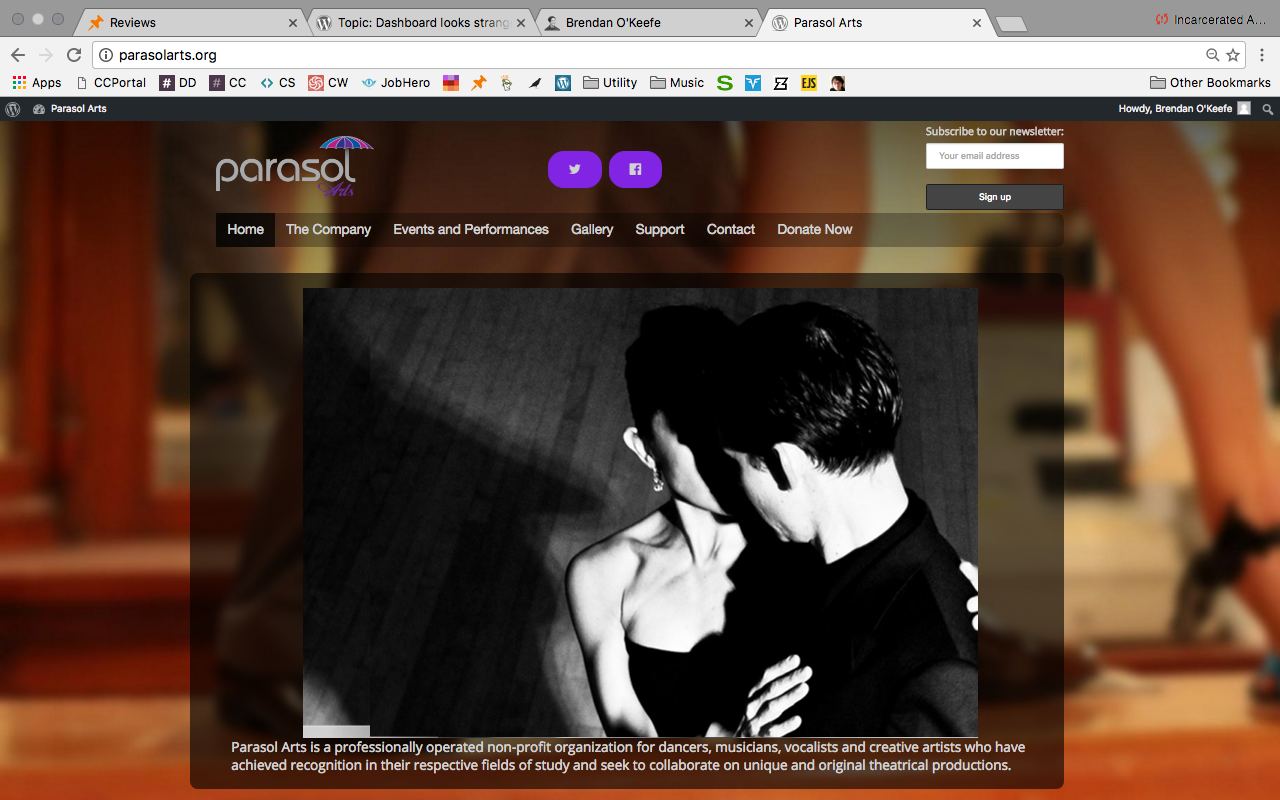 Reviews
Topic: Dashboard looks strang
Brendan O'Keefe
Parasol Arts
Incarcerated A...
parasolarts.org
Apps
CCPortal
# DD
# CC
CS
CW
JobHero
Utility
Music
S
EJS
Other Bookmarks
Parasol Arts
Howdy, Brendan O'Keefe
parasol
Arts
Subscribe to our newsletter:
Your email address
Sign up
Home
The Company
Events and Performances
Gallery
Support
Contact
Donate Now
Parasol Arts is a professionally operated non-profit organization for dancers, musicians, vocalists and creative artists who have
achieved recognition in their respective fields of study and seek to collaborate on unique and original theatrical productions.